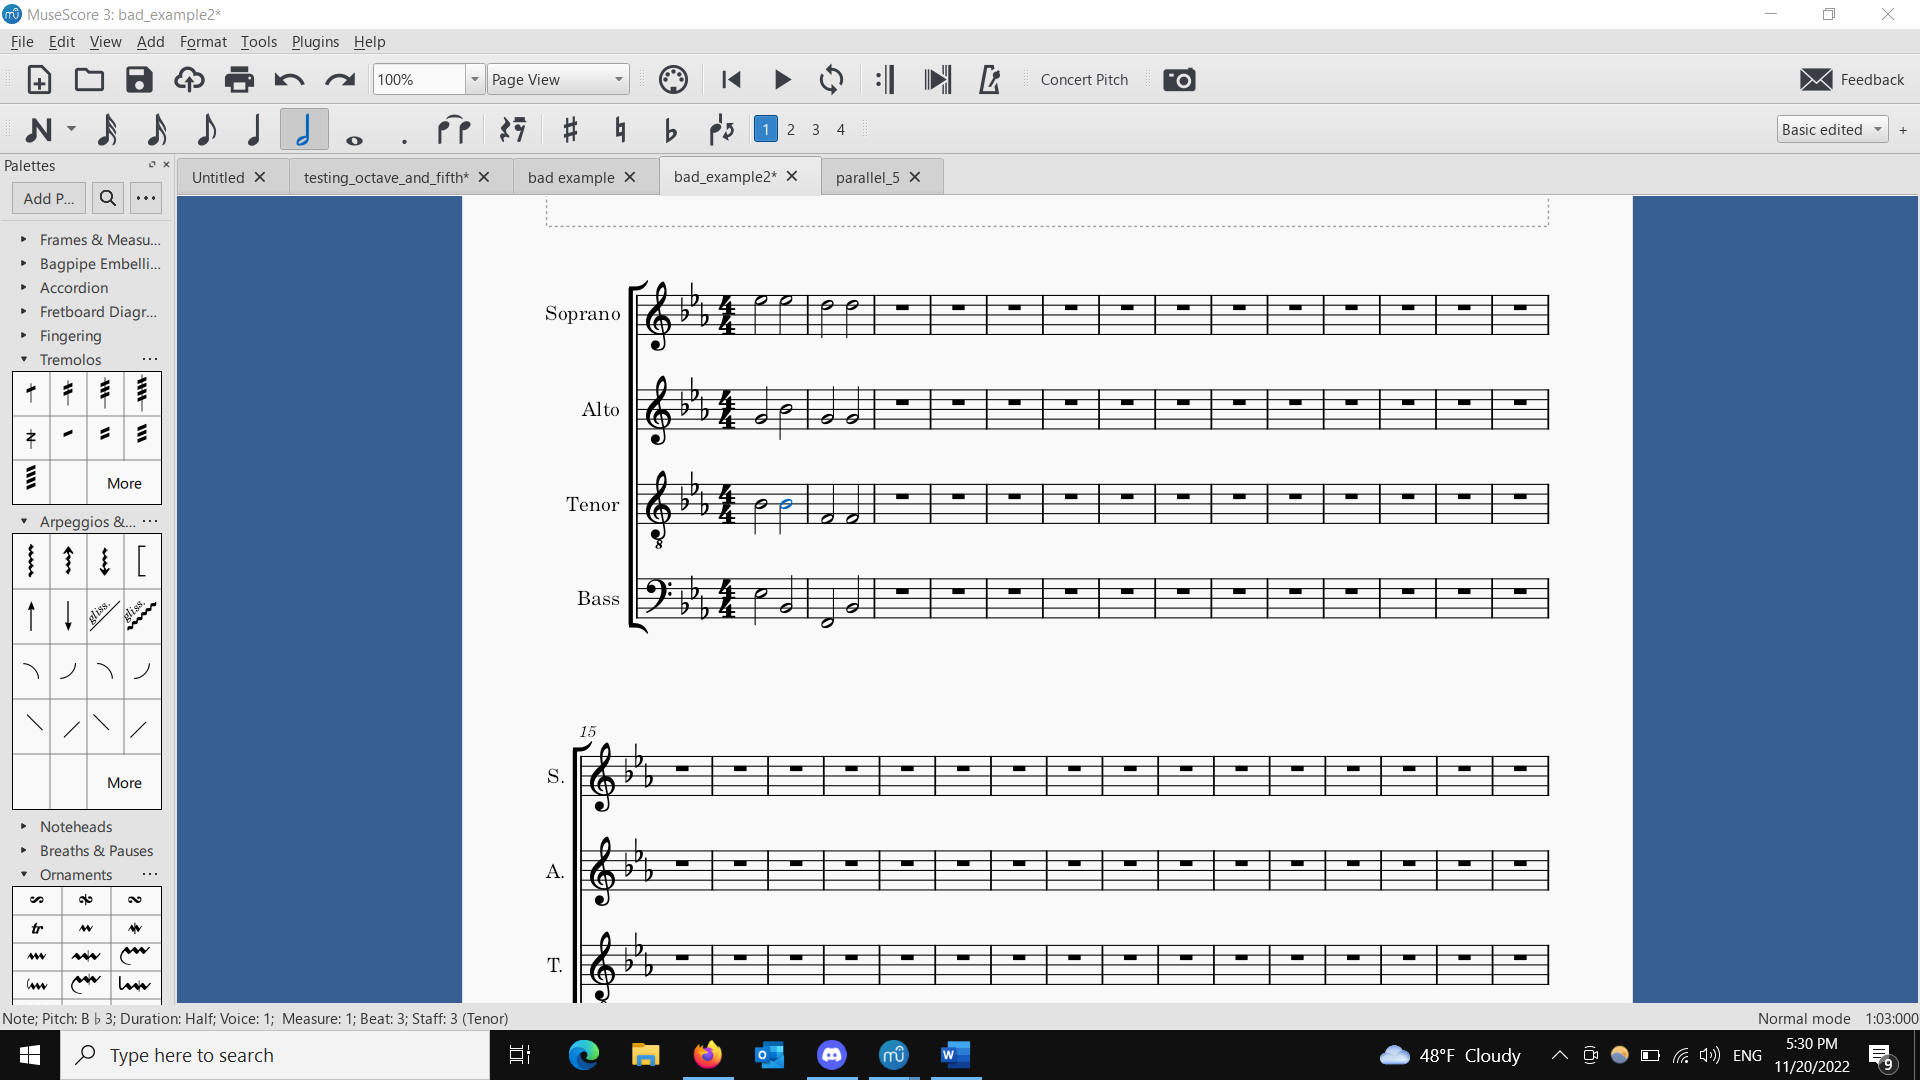 MuseScore 3: bad_example2*
File Edit View Add Format Tools Plugins Help
100% Page View Concert Pitch Feedback
1 2 3 4 Basic edited +
Palettes
Untitled testing_octave_and_fifth* bad example bad_example2* parallel_5
Add P... ...
Frames & Measu...
Bagpipe Embelli...
Accordion
Fretboard Diagr...
Fingering
Tremolos ...
More
Arpeggios &... ...
gliss. gliss.
More
Noteheads
Breaths & Pauses
Ornaments ...
tr
Soprano
Alto
Tenor
8
Bass
15
S.
A.
T.
Note; Pitch: B♭3; Duration: Half; Voice: 1; Measure: 1; Beat: 3; Staff: 3 (Tenor) Normal mode 1:03:000
Type here to search 48°F Cloudy ENG 5:30 PM
11/20/2022 9